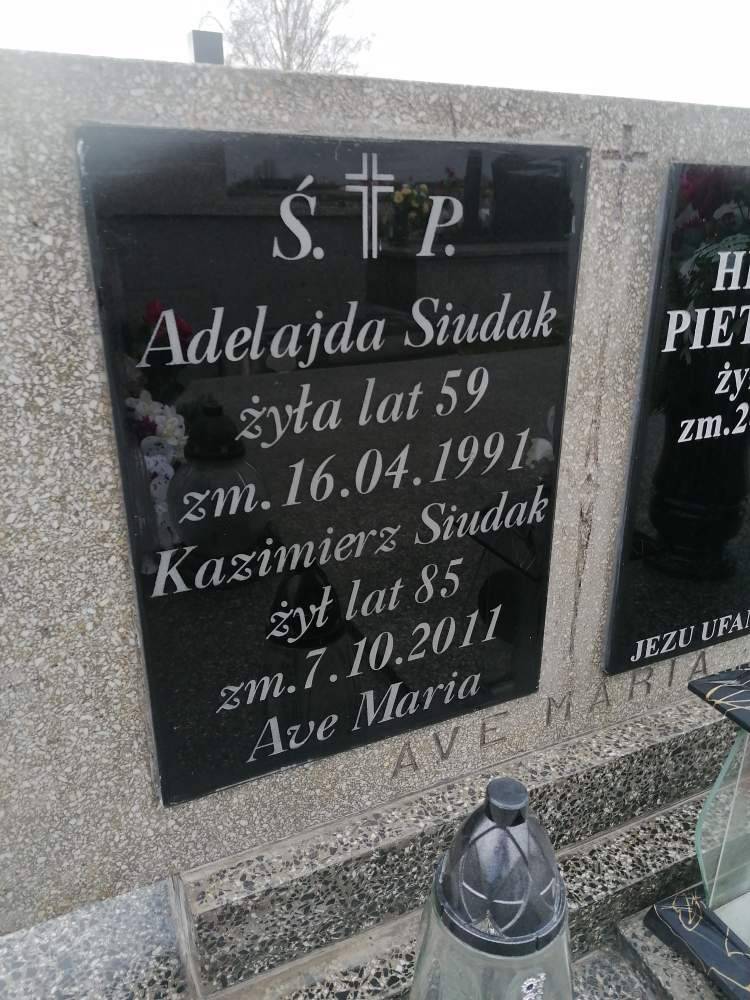 Ś. P.
Adelajda Siudak
żyła lat 59
zm.16.04.1991
Kazimierz Siudak
żył lat 85
zm.7.10.2011
Ave Maria
AVE MARIA
JEZU